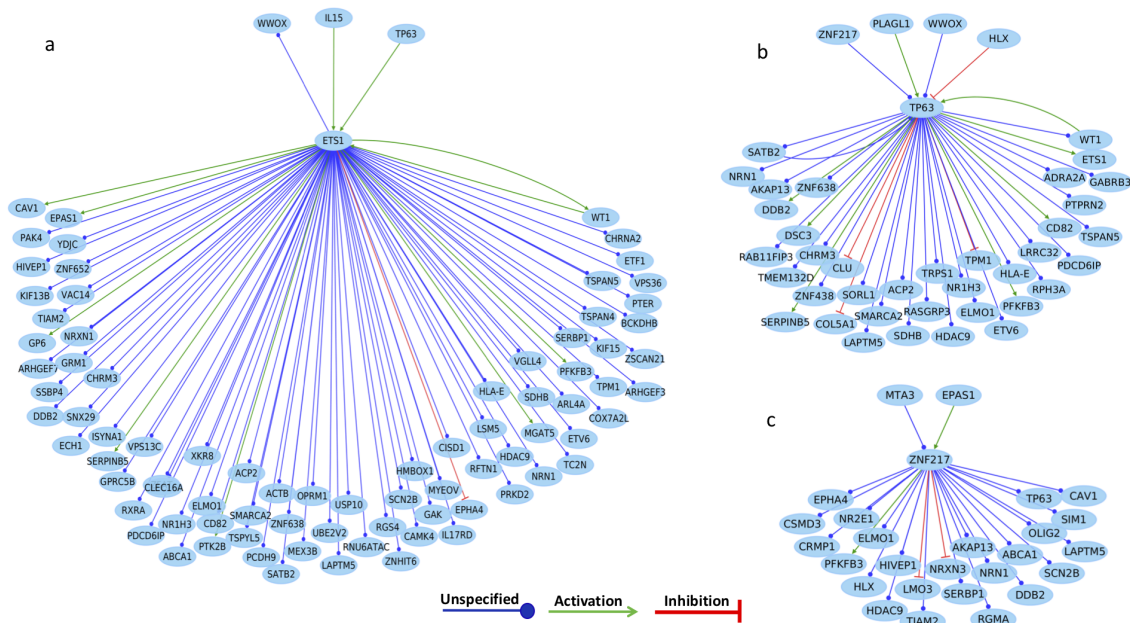 a
WWOX
IL15
TP63
ETS1
CAV1
EPAS1
WT1
PAK4
YDJC
CHRNA2
HIVEP1
ZNF652
ETF1
KIF13B
VAC14
TSPAN5
VPS36
TIAM2
PTER
GP6
NRXN1
TSPAN4
BCKDHB
SERBP1
KIF15
ARHGEF7
GRM1
VGLL4
ZSCAN21
SSBP4
CHRM3
PFKFB3
TPM1
ARHGEF3
DDB2
SNX29
HLA-E
SDHB
ARL4A
COX7A2L
ECH1
ISYNA1
LSM5
MGAT5
ETV6
SERPINB5
VPS13C
XKR8
CISD1
HDAC9
TC2N
GPRC5B
CLEC16A
ACP2
HMBOX1
RFTN1
NRN1
RXRA
ELMO1
ACTB
OPRM1
USP10
SCN2B
MYEOV
PRKD2
PDCD6IP
NR1H3
CD82
SMARCA2
ZNF638
RGS4
GAK
EPHA4
ABCA1
PTK2B
TSPYL5
UBE2V2
RNU6ATAC
CAMK4
IL17RD
PCDH9
MEX3B
LAPTM5
ZNHIT6
SATB2
b
ZNF217
PLAGL1
WWOX
HLX
TP63
SATB2
WT1
ETS1
NRN1
AKAP13
ZNF638
ADRA2A
GABRB3
DDB2
PTPRN2
DSC3
CD82
TSPAN5
RAB11FIP3
CHRM3
CLU
TPM1
LRRC32
PDCD6IP
TMEM132D
TRPS1
HLA-E
ZNF438
SORL1
ACP2
NR1H3
RPH3A
SERPINB5
COL5A1
SMARCA2
RASGRP3
ELMO1
PFKFB3
LAPTM5
SDHB
HDAC9
ETV6
c
MTA3
EPAS1
ZNF217
EPHA4
TP63
CAV1
CSMD3
NR2E1
OLIG2
SIM1
CRMP1
ELMO1
AKAP13
ABCA1
LAPTM5
PFKFB3
HIVEP1
NRXN3
NRN1
SCN2B
HLX
LMO3
SERBP1
DDB2
HDAC9
TIAM2
RGMA
Unspecified
Activation
Inhibition